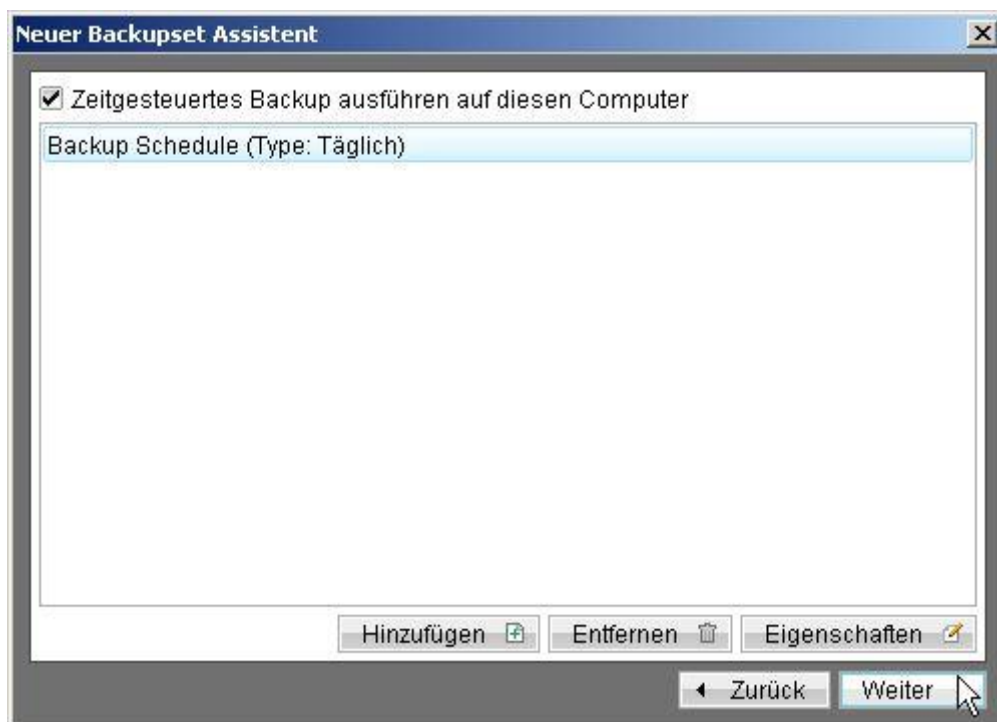 Neuer Backupset Assistent
Zeitgesteuertes Backup ausführen auf diesen Computer
Backup Schedule (Type: Täglich)
Hinzufügen Entfernen Eigenschaften
Zurück Weiter